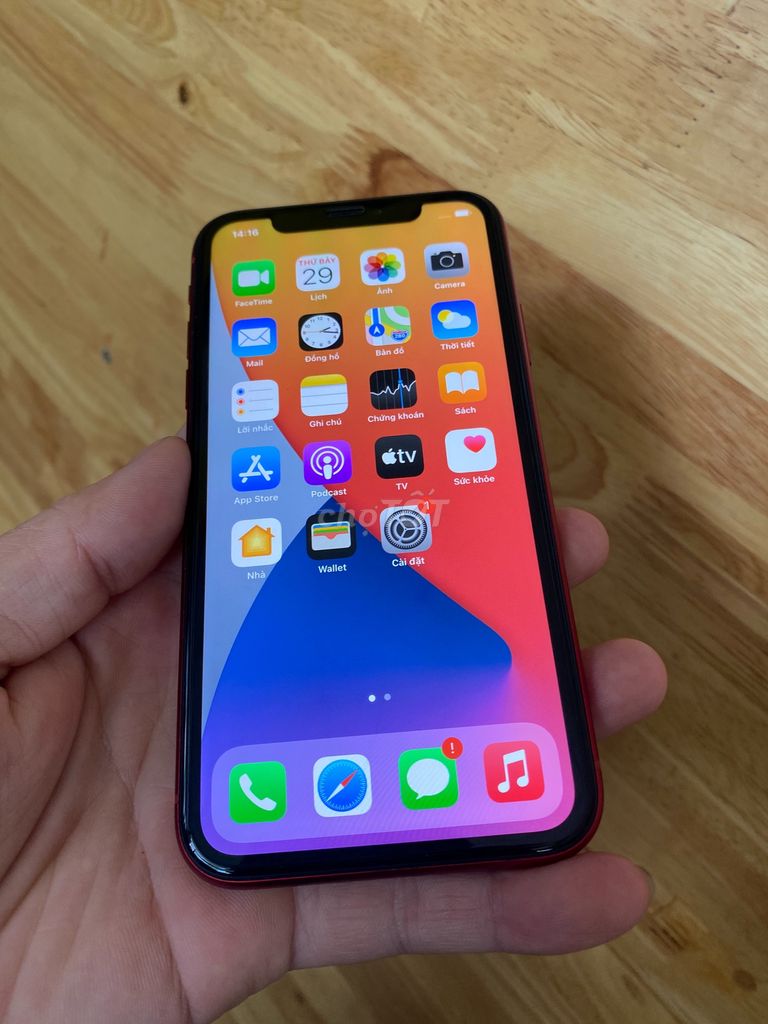 14:16
FaceTime
THỨ BẢY
29
Lịch
Ảnh
Camera
Mail
Đồng hồ
280
Bản đồ
Thời tiết
Lời nhắc
Ghi chú
Chứng khoán
Sách
App Store
Podcast
tv
TV
Sức khỏe
chợTỐT
Nhà
Wallet
1
Cài đặt
!